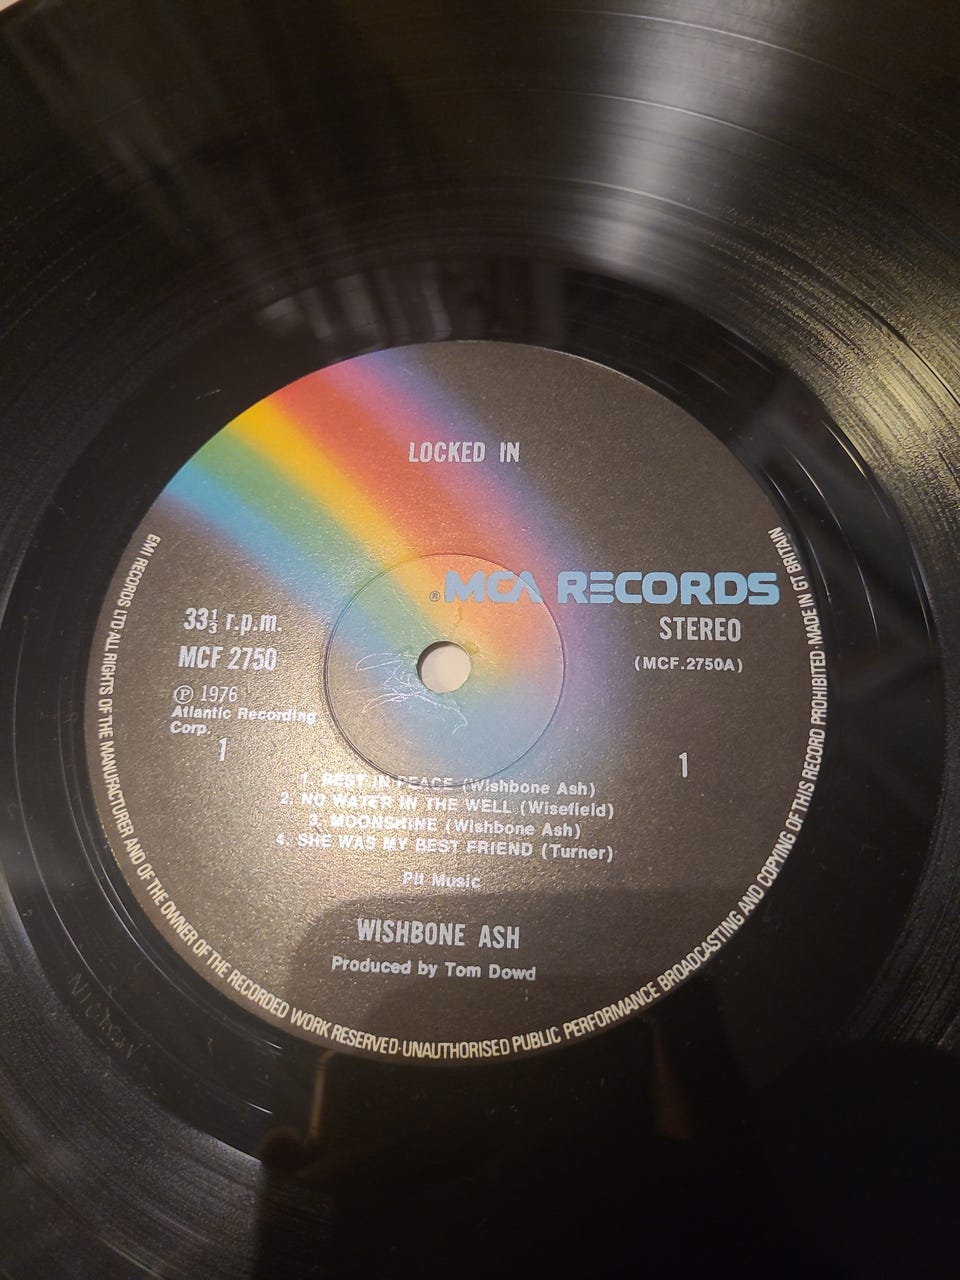 LOCKED IN
® MCA RECORDS
33⅓ r.p.m.
STEREO
MCF 2750
(MCF.2750A)
℗ 1976
Atlantic Recording
Corp.
1
1
1. REST IN PEACE (Wishbone Ash)
2. NO WATER IN THE WELL (Wisefield)
3. MOONSHINE (Wishbone Ash)
4. SHE WAS MY BEST FRIEND (Turner)
Music
WISHBONE ASH
Produced by Tom Dowd
EMI RECORDS LTD·ALL RIGHTS OF THE MANUFACTURER AND OF THE OWNER OF THE RECORDED WORK RESERVED·UNAUTHORISED PUBLIC PERFORMANCE BROADCASTING AND COPYING OF THIS RECORD PROHIBITED·MADE IN GT BRITAIN